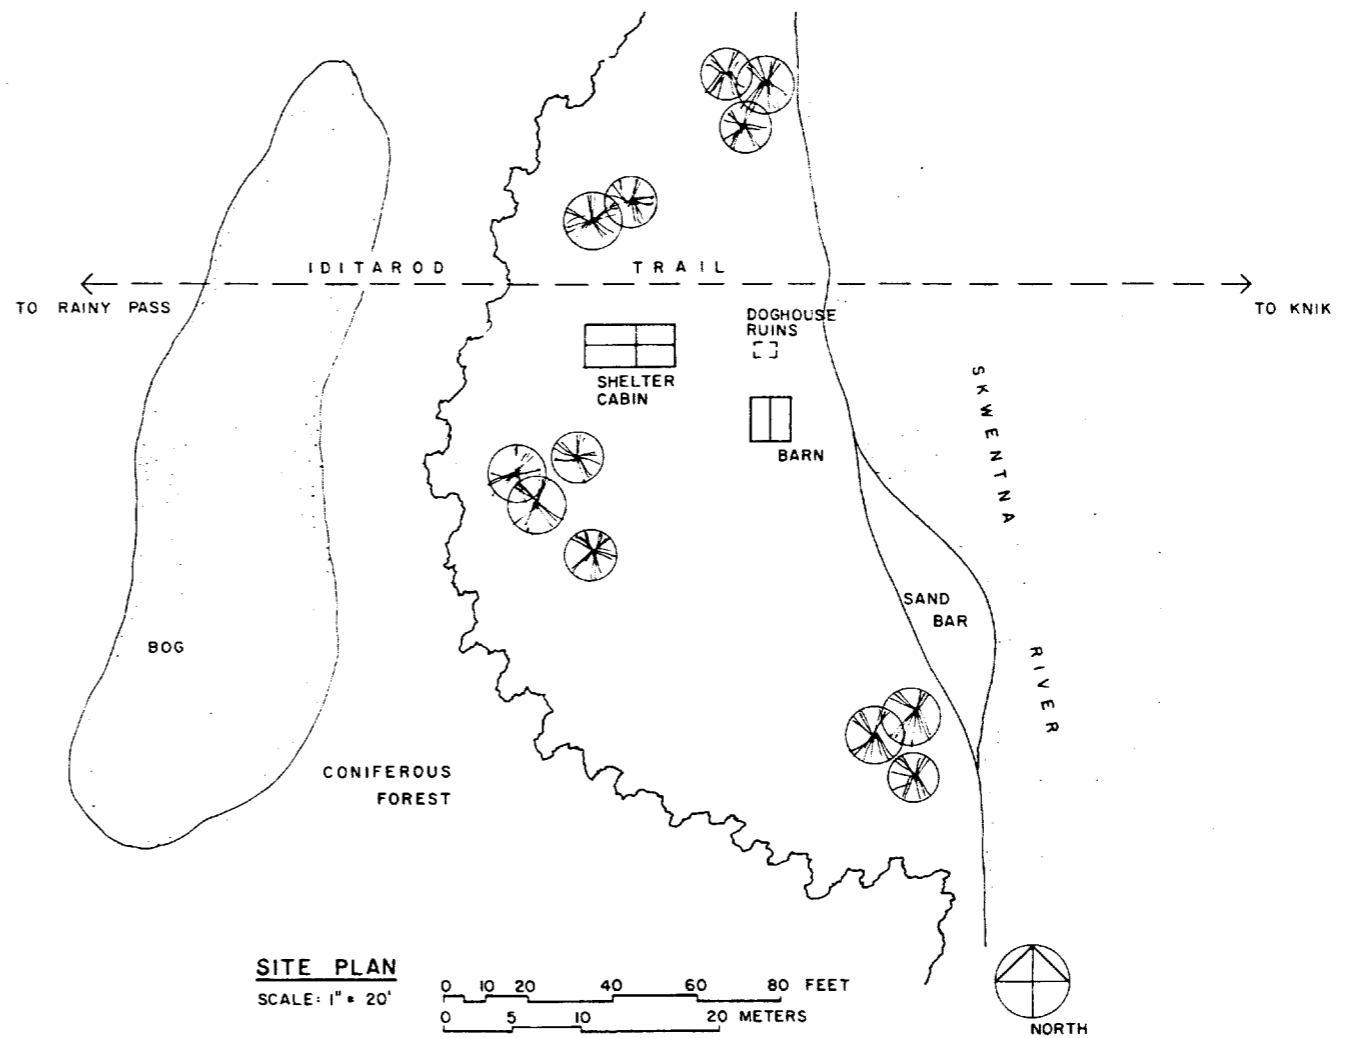 IDITAROD TRAIL
TO RAINY PASS
TO KNIK
DOGHOUSE
RUINS
SHELTER
CABIN
BARN
SKWENTNA
RIVER
SAND
BAR
BOG
CONIFEROUS
FOREST
SITE PLAN
SCALE: 1" = 20'
0 10 20 40 60 80 FEET
0 5 10 20 METERS
NORTH